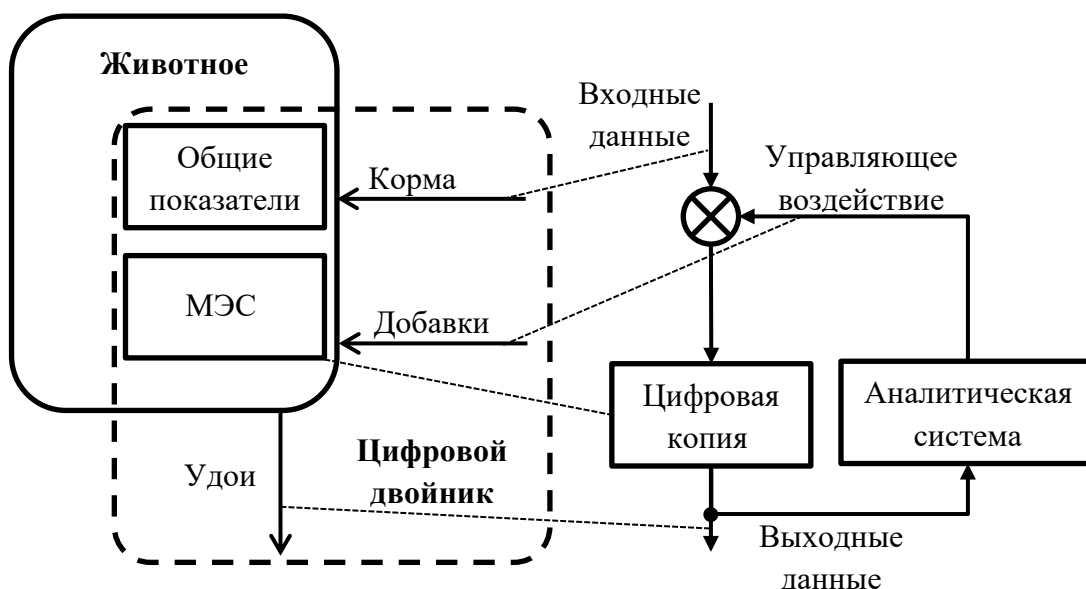 Животное
Общие
показатели
МЭС
Корма
Добавки
Удои
Цифровой
двойник
Входные
данные
Управляющее
воздействие
Цифровая
копия
Аналитическая
система
Выходные
данные